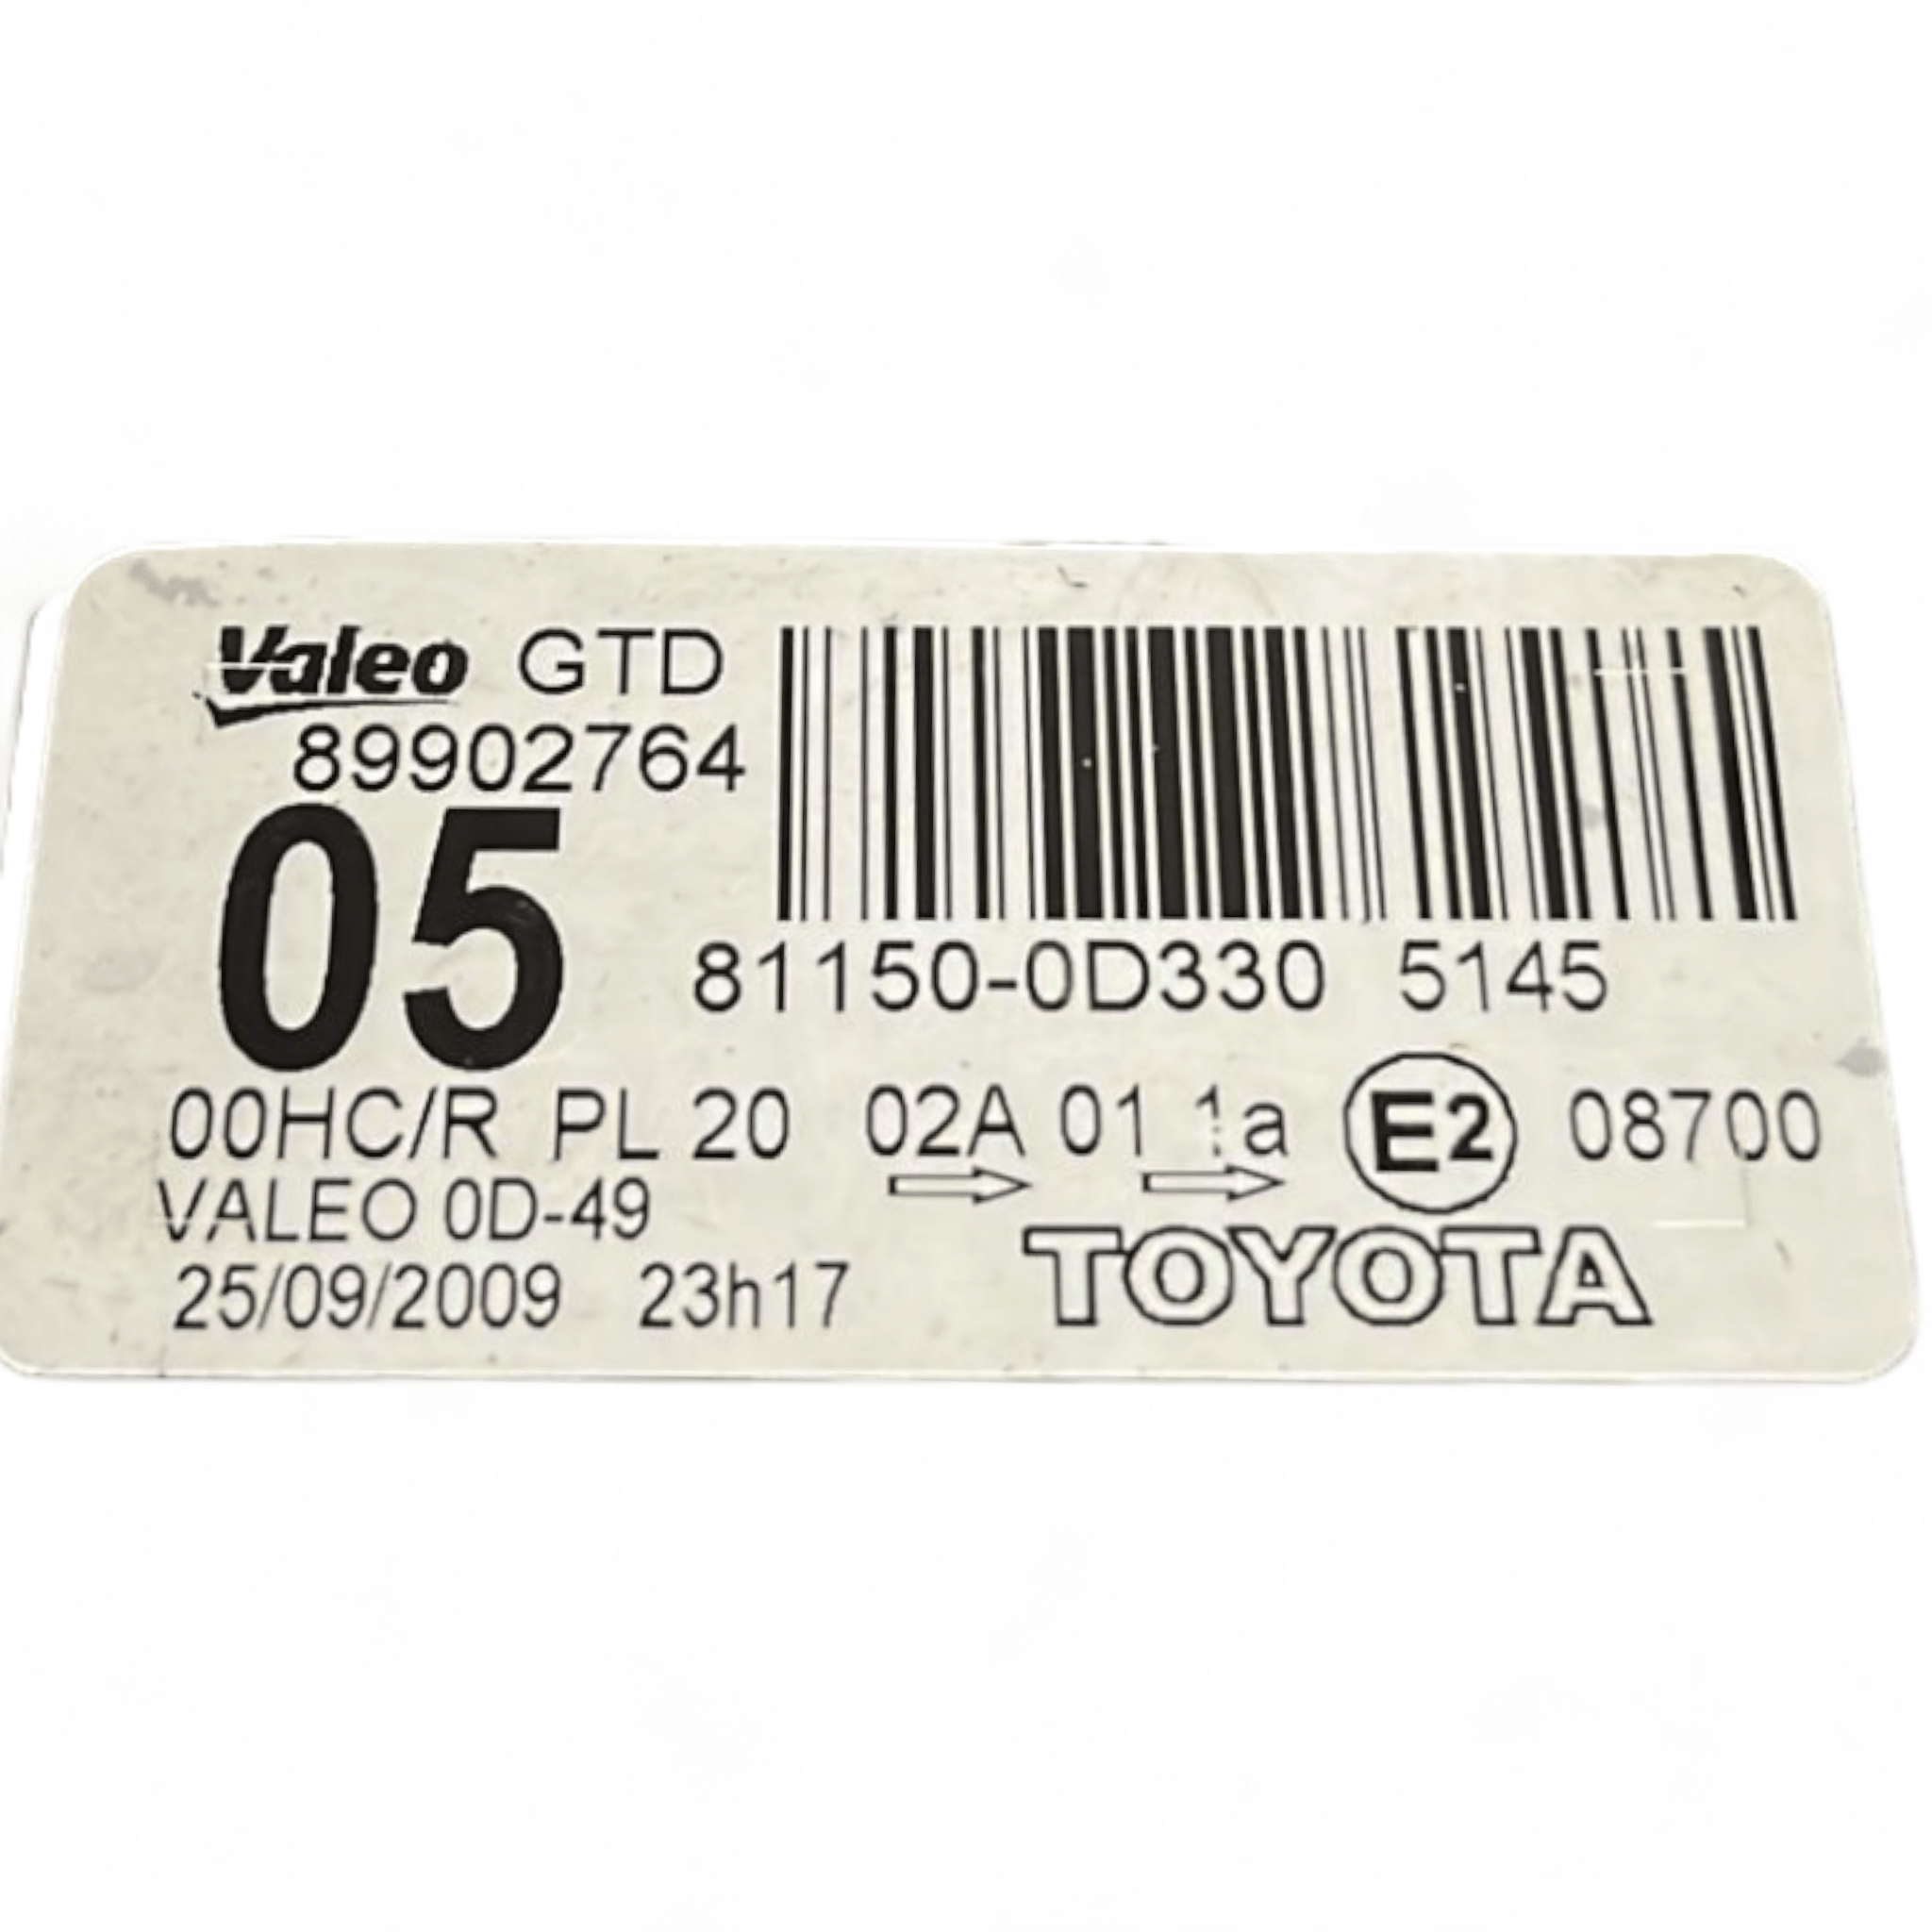 Valeo GTD
89902764
05
81150-0D330 5145
00HC/R PL 20 02A 01 1a E2 08700
VALEO 0D-49
25/09/2009 23h17
TOYOTA